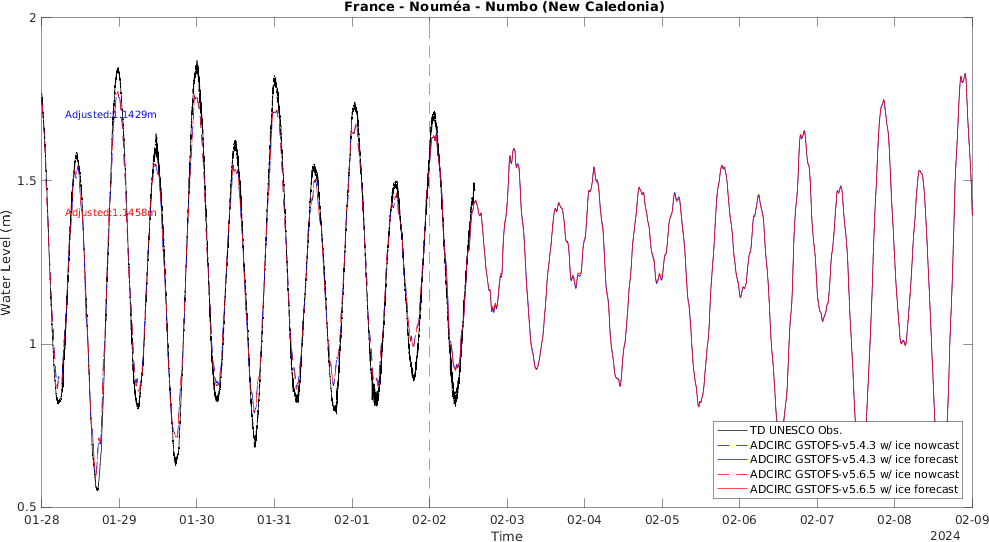 France - Nouméa - Numbo (New Caledonia)
2
1.5
1
0.5
Water Level (m)
Adjusted:1.1429m
Adjusted:1.1458m
TD UNESCO Obs.
ADCIRC GSTOFS-v5.4.3 w/ ice nowcast
ADCIRC GSTOFS-v5.4.3 w/ ice forecast
ADCIRC GSTOFS-v5.6.5 w/ ice nowcast
ADCIRC GSTOFS-v5.6.5 w/ ice forecast
01-28 01-29 01-30 01-31 02-01 02-02 02-03 02-04 02-05 02-06 02-07 02-08 02-09
Time
2024